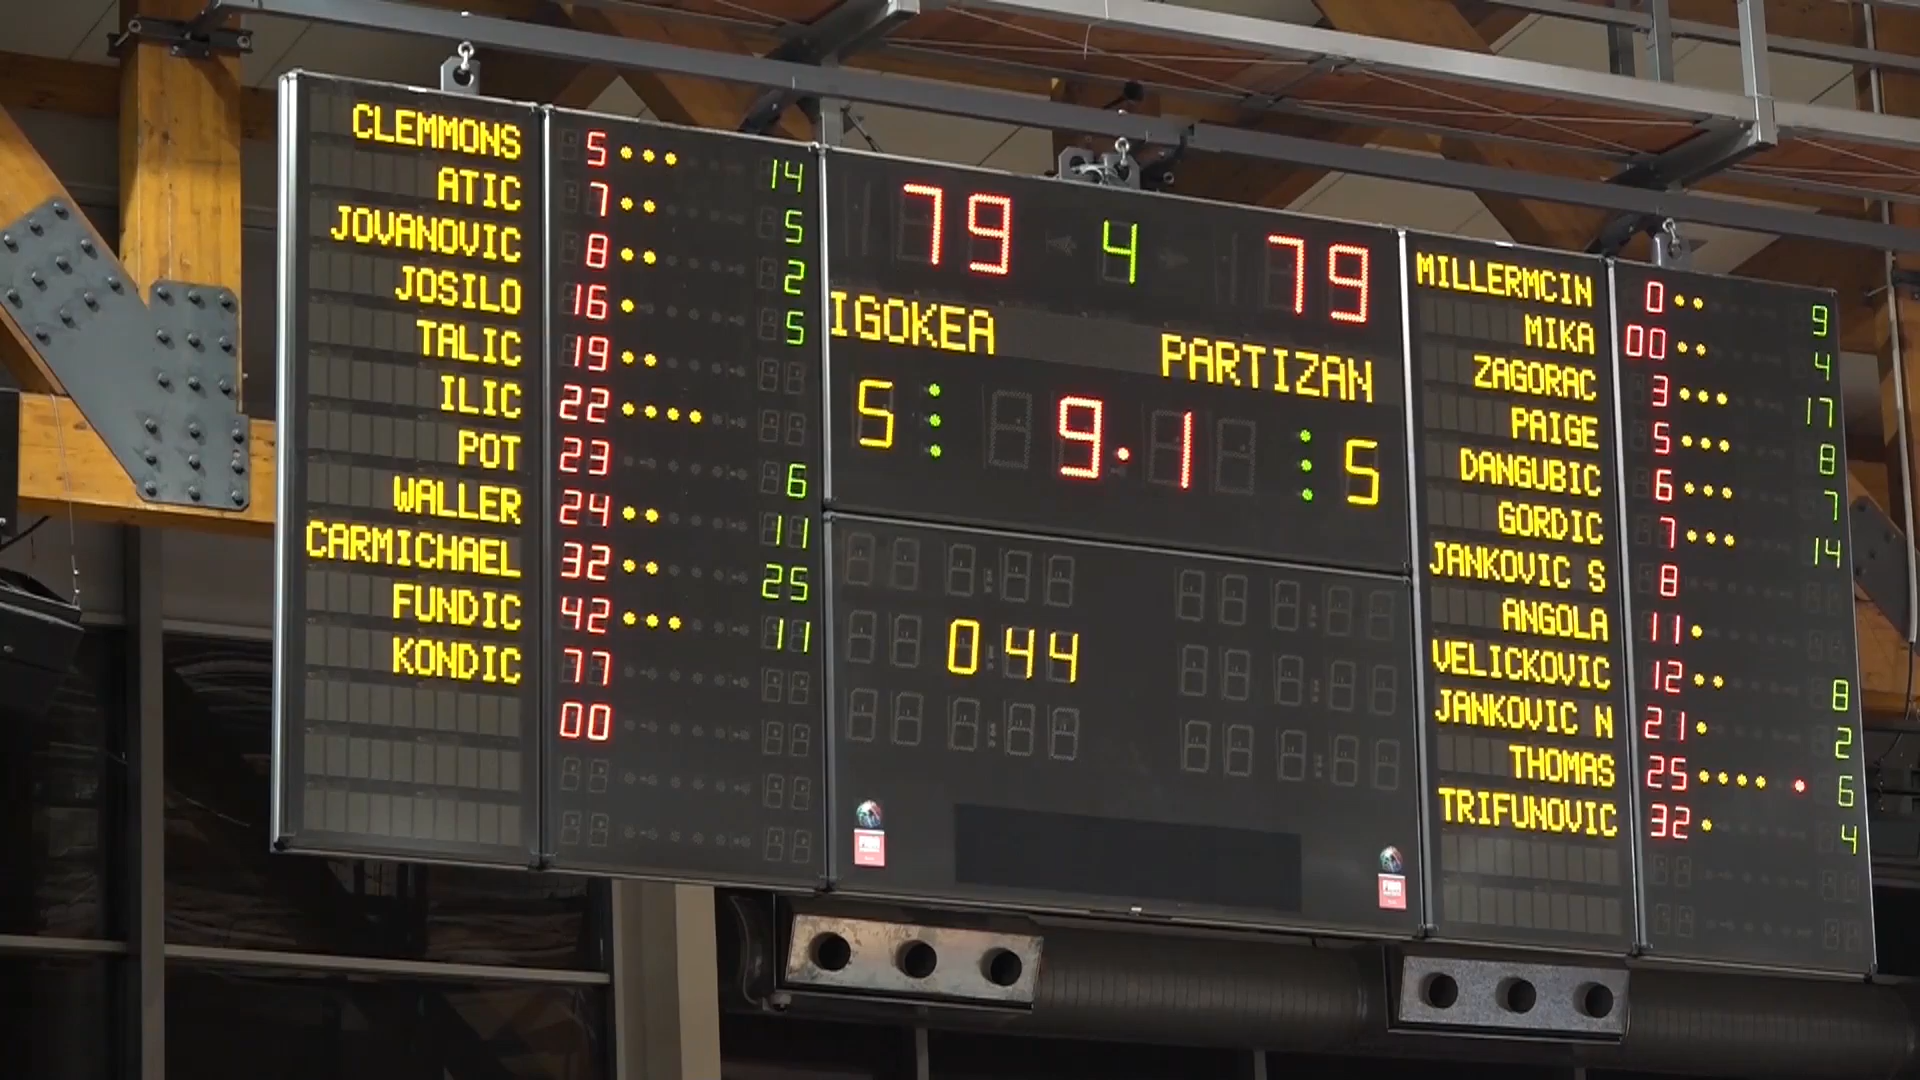 CLEMMONS 5 14
ATIC 7 5
JOVANOVIC 8 2
JOSILO 16 5
TALIC 19
ILIC 22
POT 23 6
WALLER 24 11
CARMICHAEL 32 25
FUNDIC 42 11
KONDIC 77
00
79 4 79
IGOKEA PARTIZAN
5 9.1 5
0 44
MILLERMCIN 0 9
MIKA 00 4
ZAGORAC 3 17
PAIGE 5 8
DANGUBIC 6 7
GORDIC 7 14
JANKOVIC S 8
ANGOLA 11
VELICKOVIC 12 8
JANKOVIC N 21 2
THOMAS 25 6
TRIFUNOVIC 32 4